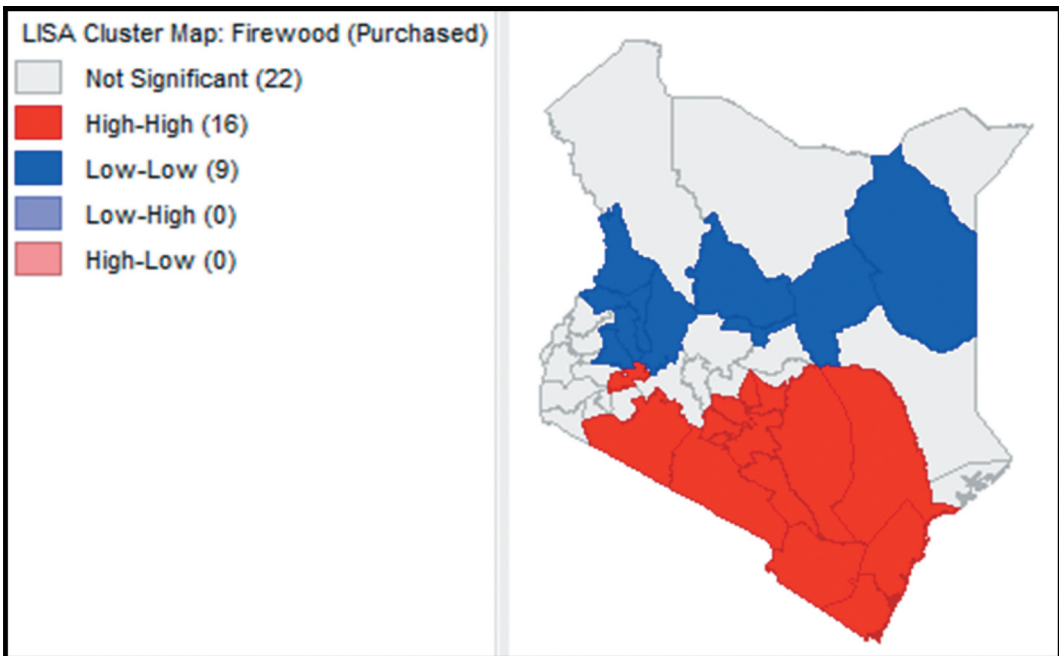 LISA Cluster Map: Firewood (Purchased)
Not Significant (22)
High-High (16)
Low-Low (9)
Low-High (0)
High-Low (0)